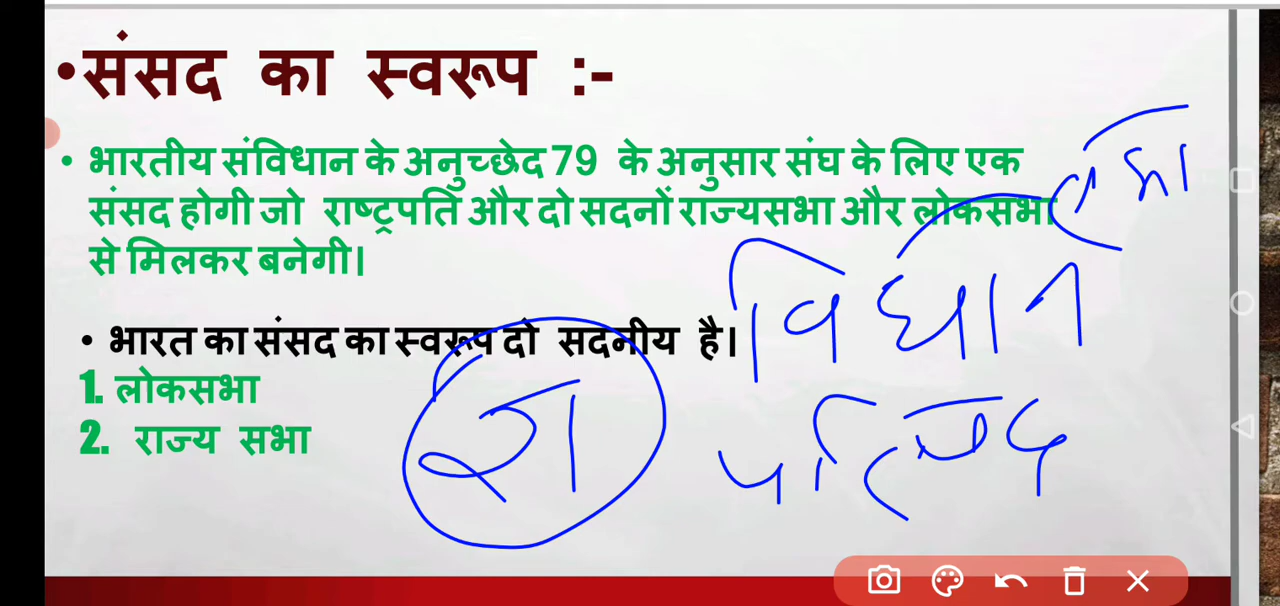 •संसद का स्वरूप :-
• भारतीय संविधान के अनुच्छेद 79 के अनुसार संघ के लिए एक
संसद होगी जो राष्ट्रपति और दो सदनों राज्यसभा और लोकसभा
से मिलकर बनेगी।
• भारत का संसद का स्वरूप दो सदनीय है।
1. लोकसभा
2. राज्य सभा
सभा
विधान
परिषद
रा